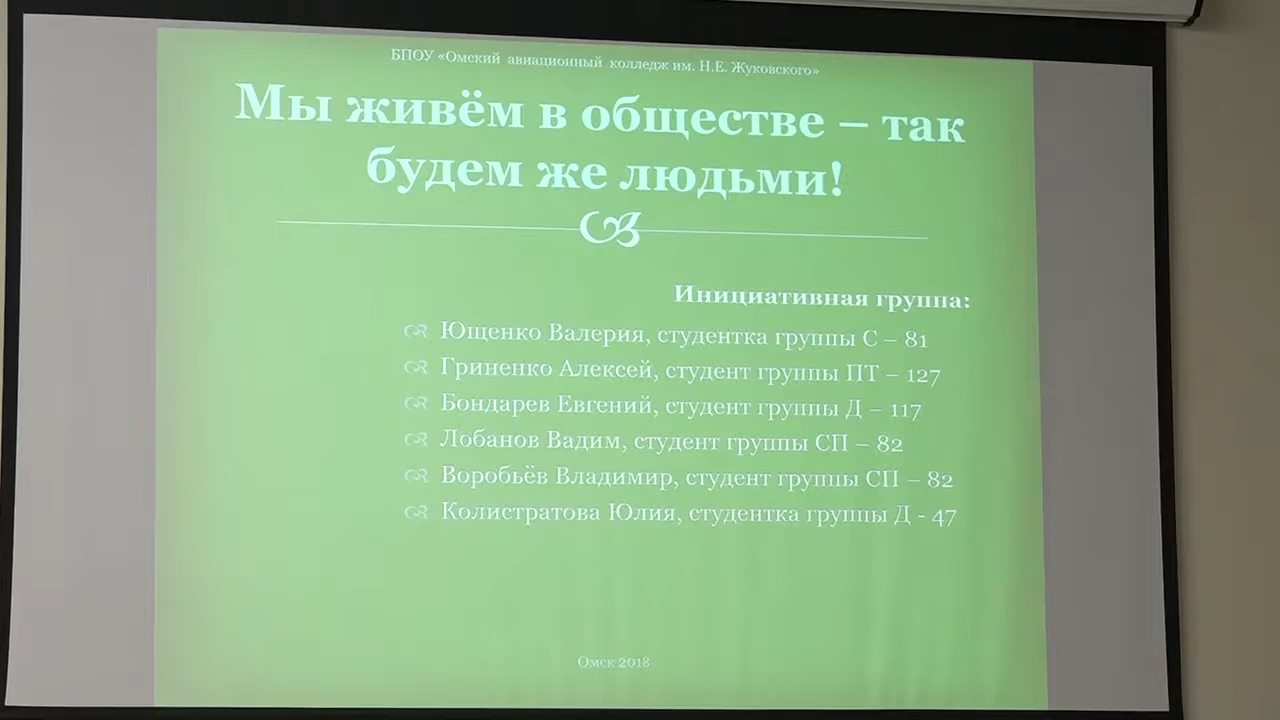 БПОУ «Омский авиационный колледж им. Н.Е. Жуковского»
Мы живём в обществе – так
будем же людьми!
Инициативная группа:
Ющенко Валерия, студентка группы С – 81
Гриненко Алексей, студент группы ПТ – 127
Бондарев Евгений, студент группы Д – 117
Лобанов Вадим, студент группы СП – 82
Воробьёв Владимир, студент группы СП – 82
Колистратова Юлия, студентка группы Д - 47
Омск 2018